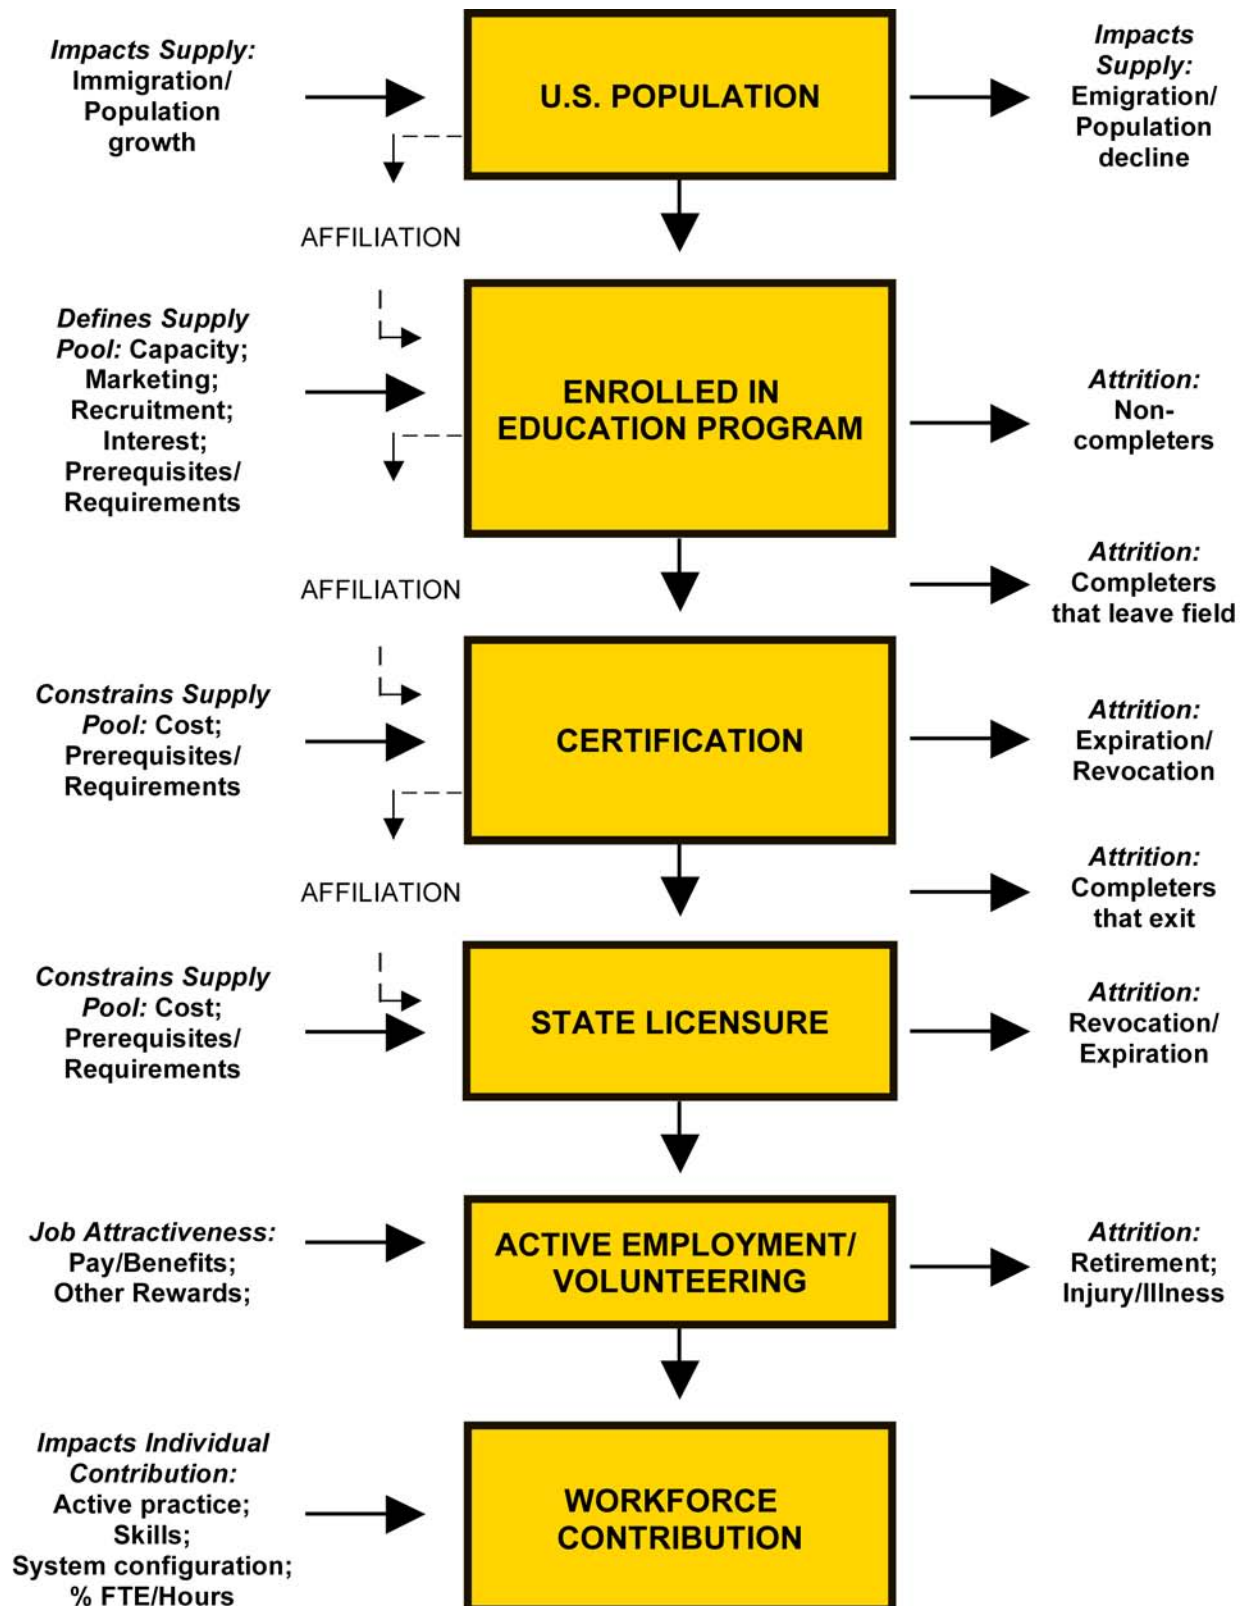 Impacts Supply:
Immigration/
Population
growth
U.S. POPULATION
Impacts
Supply:
Emigration/
Population
decline
AFFILIATION
Defines Supply
Pool: Capacity;
Marketing;
Recruitment;
Interest;
Prerequisites/
Requirements
ENROLLED IN
EDUCATION PROGRAM
Attrition:
Non-
completers
AFFILIATION
Attrition:
Completers
that leave field
Constrains Supply
Pool: Cost;
Prerequisites/
Requirements
CERTIFICATION
Attrition:
Expiration/
Revocation
AFFILIATION
Attrition:
Completers
that exit
Constrains Supply
Pool: Cost;
Prerequisites/
Requirements
STATE LICENSURE
Attrition:
Revocation/
Expiration
Job Attractiveness:
Pay/Benefits;
Other Rewards;
ACTIVE EMPLOYMENT/
VOLUNTEERING
Attrition:
Retirement;
Injury/Illness
Impacts Individual
Contribution:
Active practice;
Skills;
System configuration;
% FTE/Hours
WORKFORCE
CONTRIBUTION